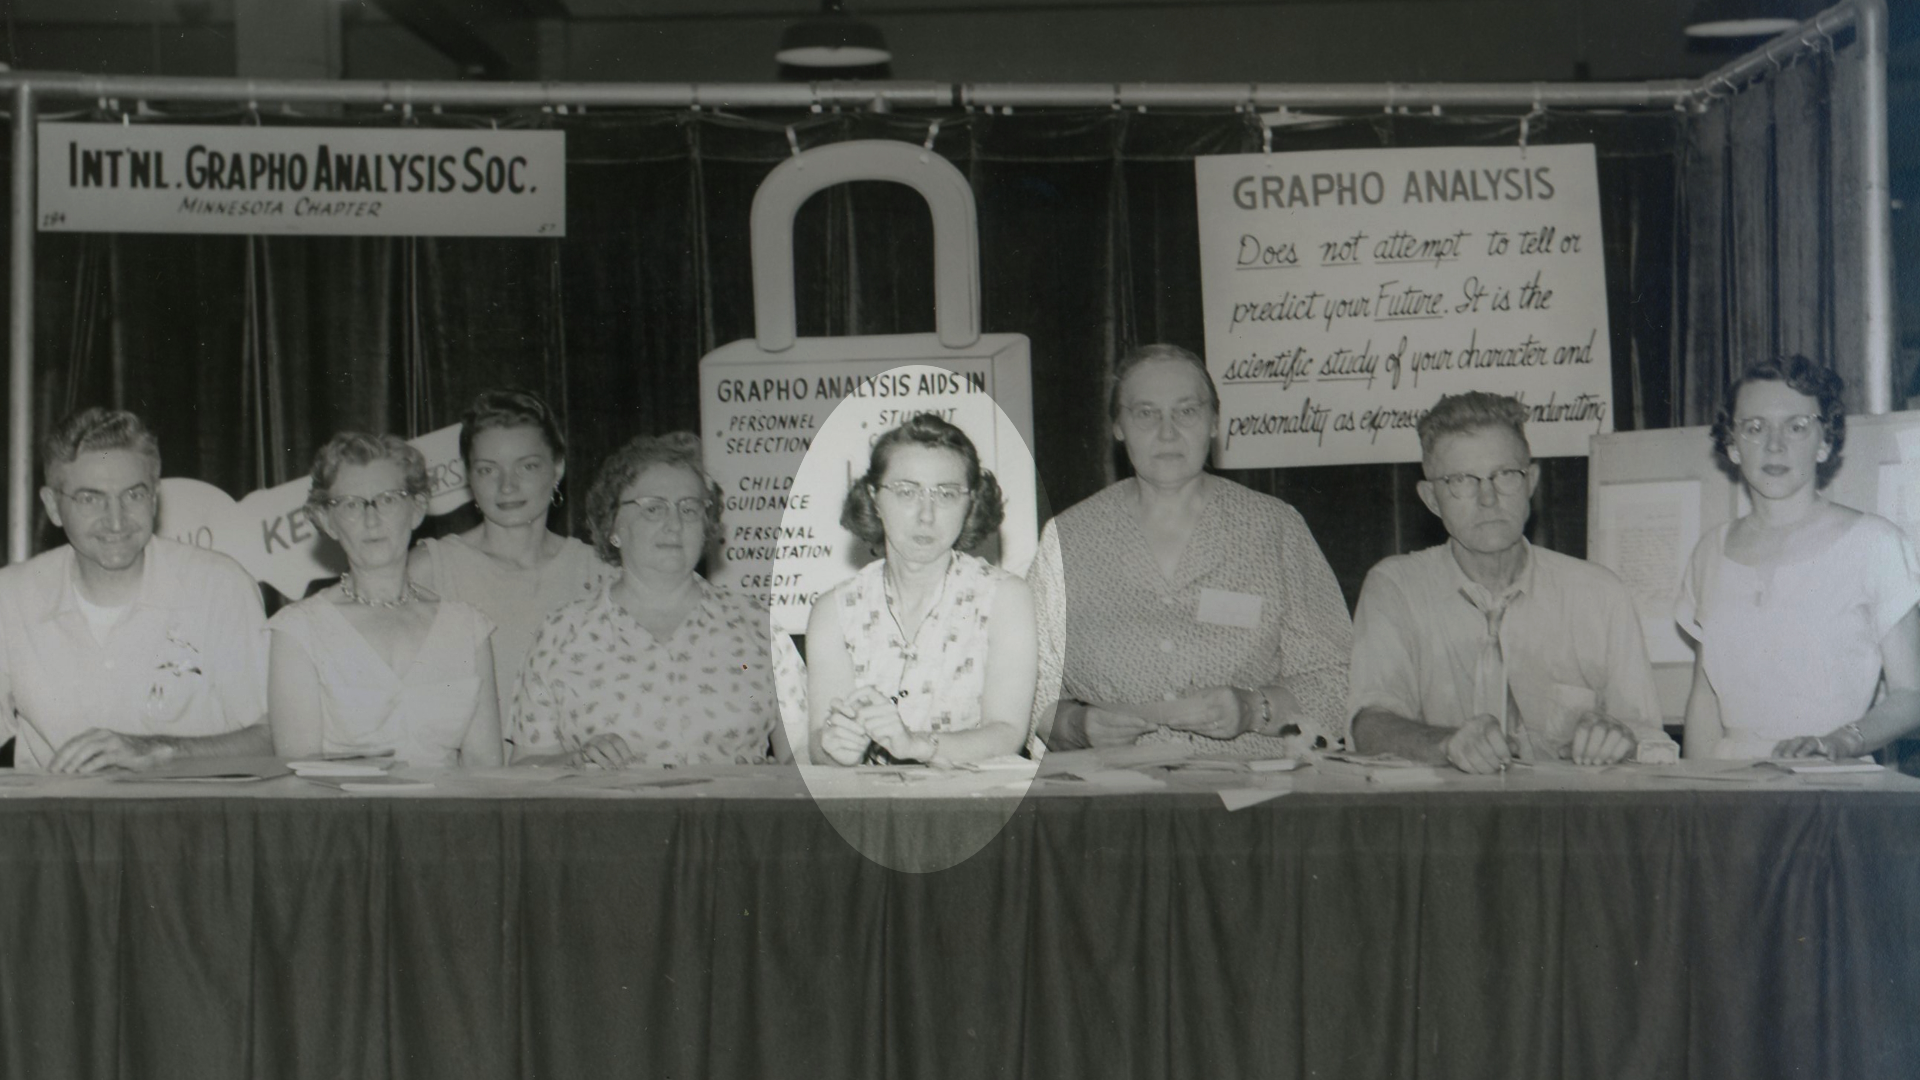 INT'NL. GRAPHO ANALYSIS SOC.
MINNESOTA CHAPTER
284
57
GRAPHO ANALYSIS AIDS IN
• PERSONNEL
SELECTION
• STUDENT
• CHILD
GUIDANCE
• PERSONAL
CONSULTATION
• CREDIT
GRAPHO ANALYSIS
Does not attempt to tell or
predict your Future. It is the
scientific study of your character and
personality as